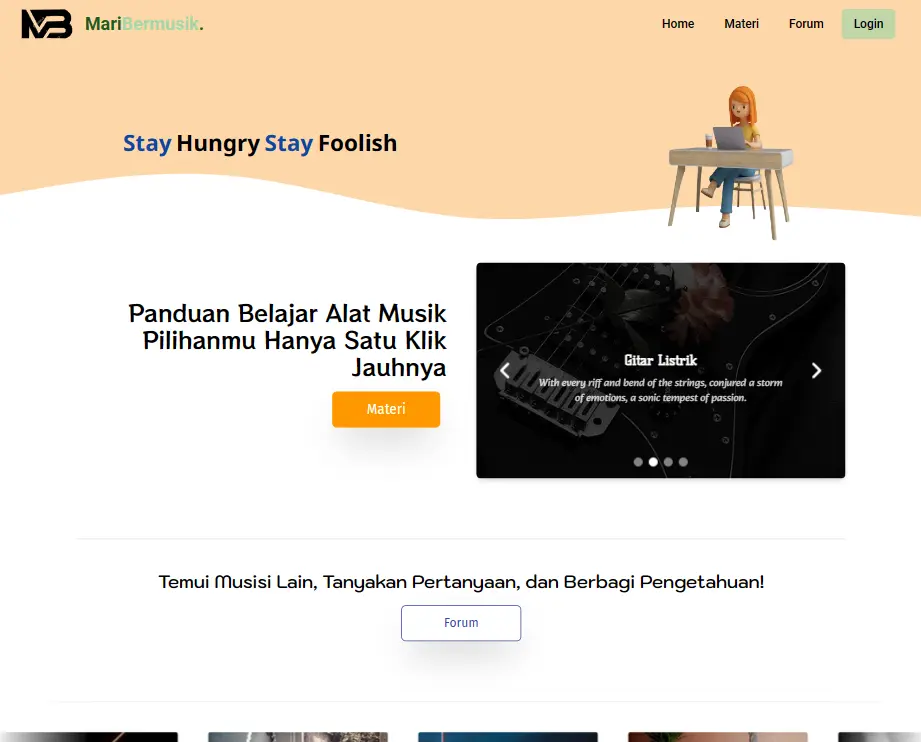 MB MariBermusik.
Home Materi Forum Login
Stay Hungry Stay Foolish
Panduan Belajar Alat Musik
Pilihanmu Hanya Satu Klik
Jauhnya
Materi
Gitar Listrik
With every riff and bend of the strings, conjured a storm
of emotions, a sonic tempest of passion.
Temui Musisi Lain, Tanyakan Pertanyaan, dan Berbagi Pengetahuan!
Forum